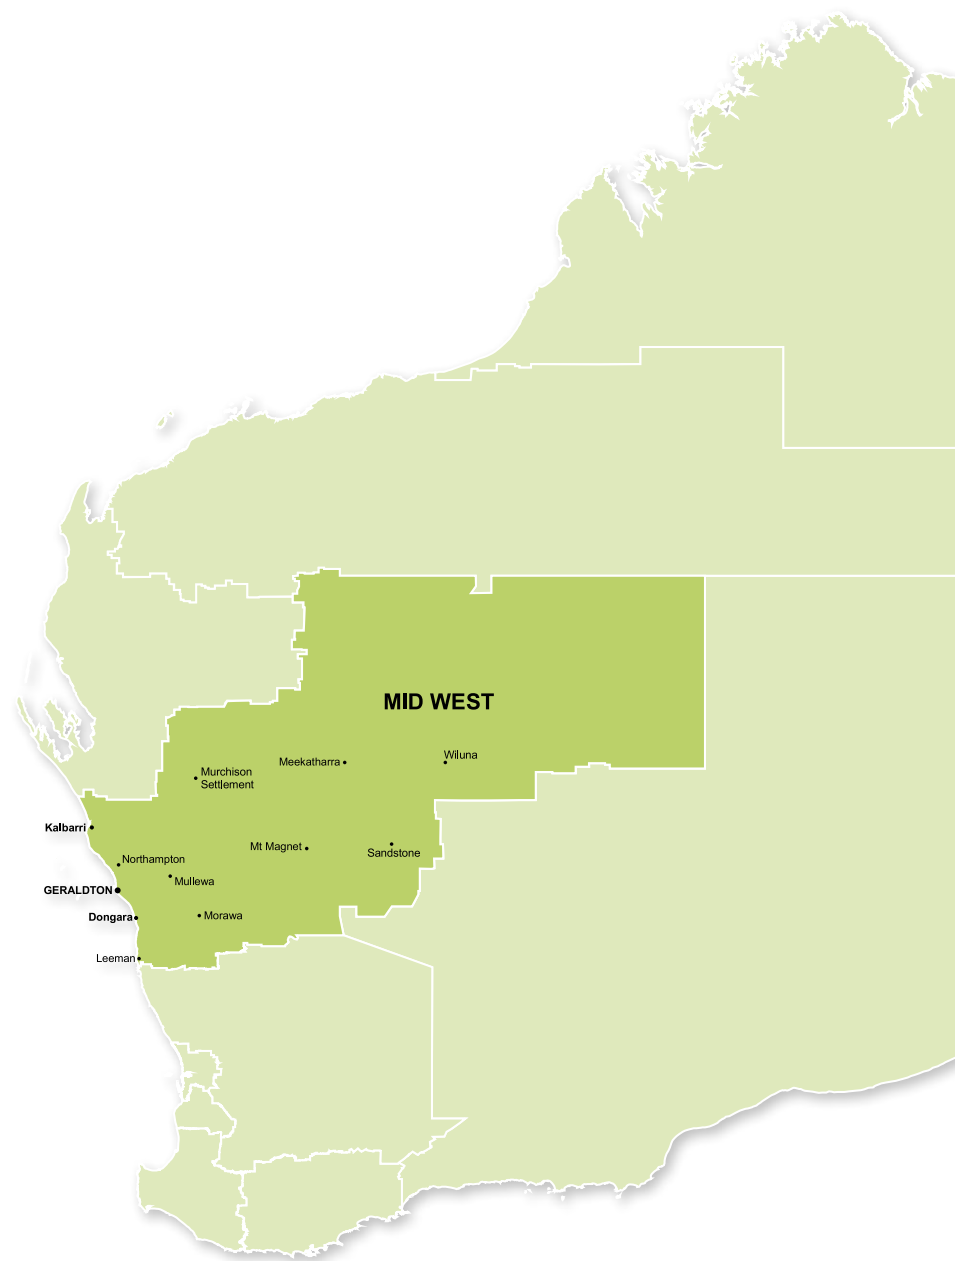 MID WEST
Wiluna
Meekatharra
Murchison
Settlement
Kalbarri
Mt Magnet
Sandstone
Northampton
Mullewa
GERALDTON
Dongara
Morawa
Leeman